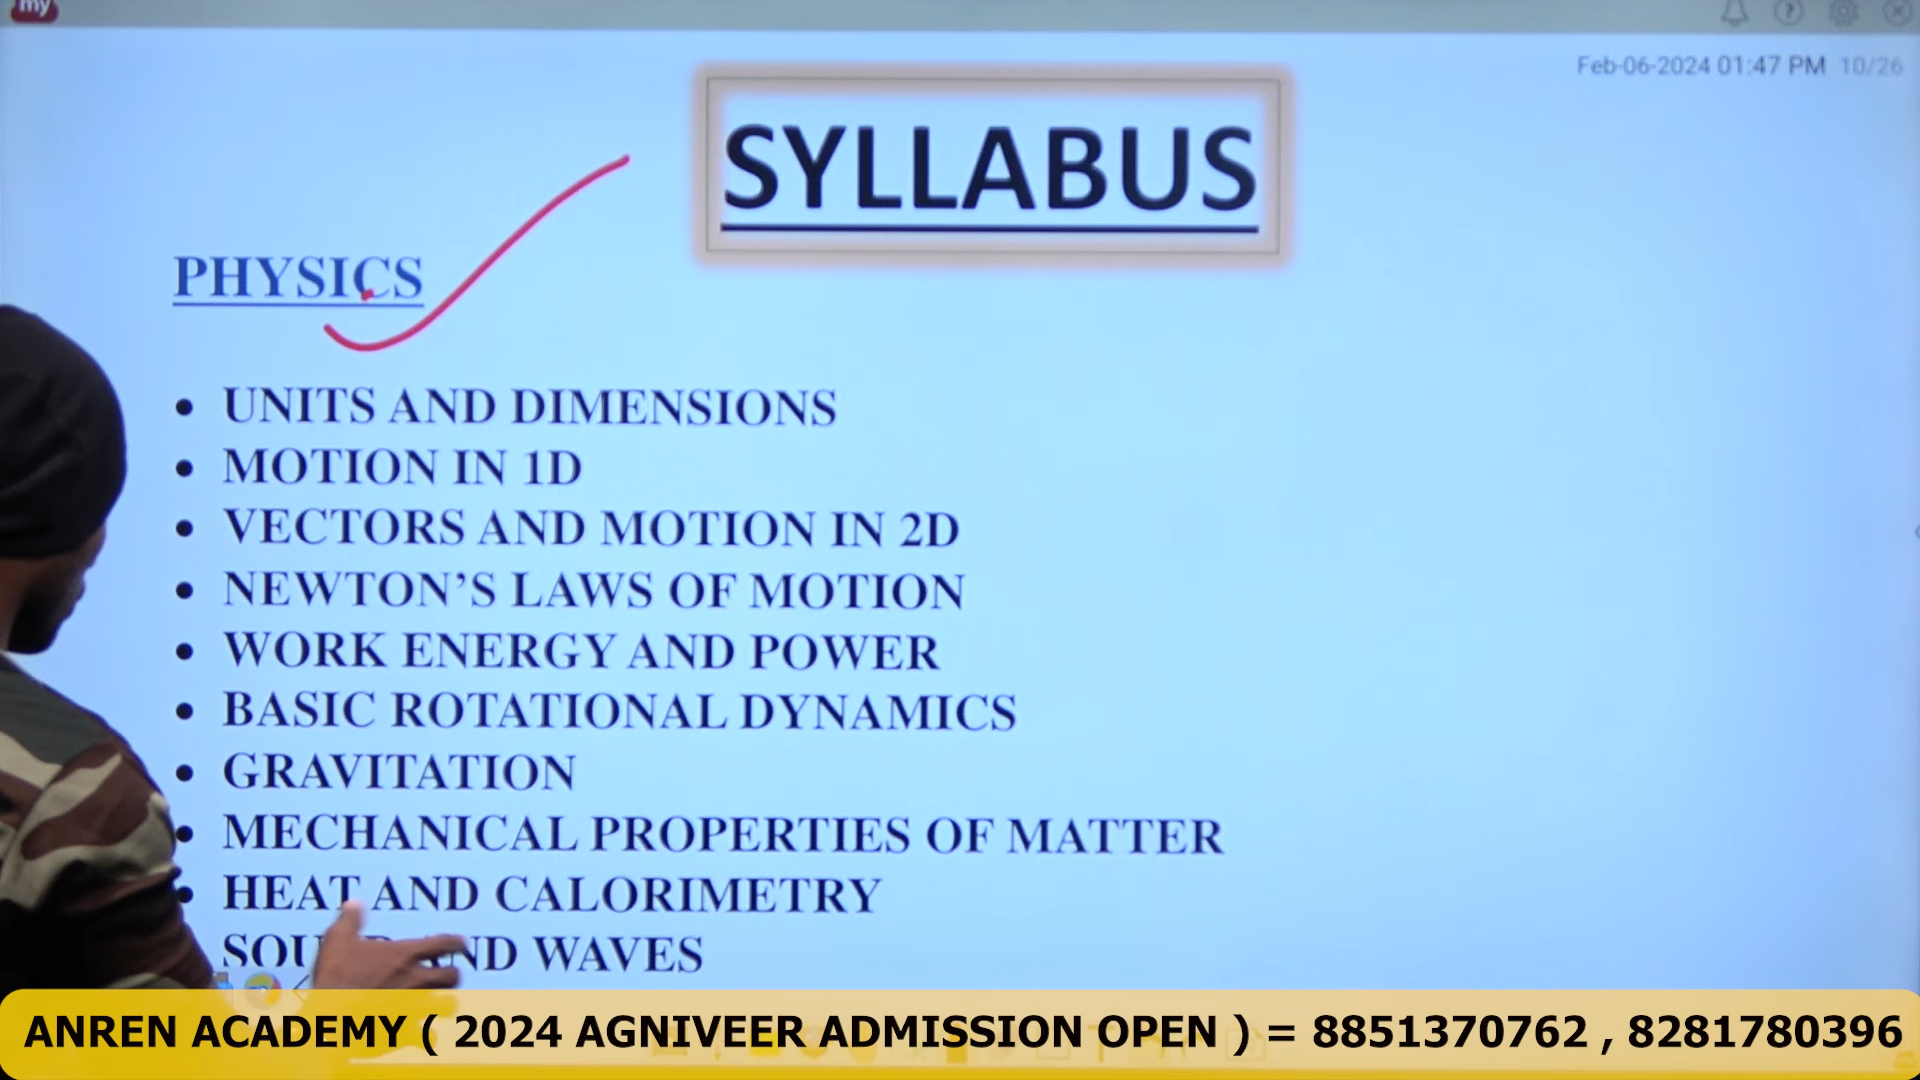 my
Feb-06-2024 01:47 PM 10/26
SYLLABUS
PHYSICS
• UNITS AND DIMENSIONS
• MOTION IN 1D
• VECTORS AND MOTION IN 2D
• NEWTON’S LAWS OF MOTION
• WORK ENERGY AND POWER
• BASIC ROTATIONAL DYNAMICS
• GRAVITATION
• MECHANICAL PROPERTIES OF MATTER
• HEAT AND CALORIMETRY
AND WAVES
ANREN ACADEMY ( 2024 AGNIVEER ADMISSION OPEN ) = 8851370762 , 8281780396